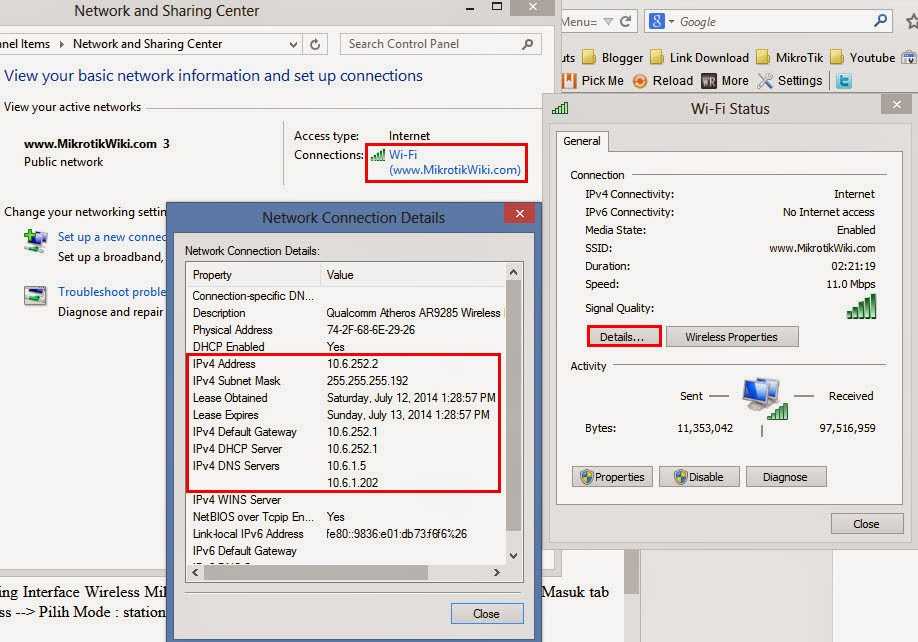 Network and Sharing Center
nel Items
Network and Sharing Center
Search Control Panel
View your basic network information and set up connections
View your active networks
www.MikrotikWiki.com 3
Public network
Access type: Internet
Connections: Wi-Fi
(www.MikrotikWiki.com)
Change your networking settin
Set up a new connec
Set up a broadband,
Troubleshoot proble
Diagnose and repair
Menu=
Google
uts Blogger Link Download MikroTik Youtube
Pick Me Reload More Settings
Network Connection Details
Network Connection Details:
Property Value
Connection-specific DN...
Description Qualcomm Atheros AR9285 Wireless
Physical Address 74-2F-68-6E-29-26
DHCP Enabled Yes
IPv4 Address 10.6.252.2
IPv4 Subnet Mask 255.255.255.192
Lease Obtained Saturday, July 12, 2014 1:28:57 PM
Lease Expires Sunday, July 13, 2014 1:28:57 PM
IPv4 Default Gateway 10.6.252.1
IPv4 DHCP Server 10.6.252.1
IPv4 DNS Servers 10.6.1.5
10.6.1.202
IPv4 WINS Server
NetBIOS over Tcpip En... Yes
Link-local IPv6 Address fe80::9836:e01:db73:f6f6%26
IPv6 Default Gateway
Close
Wi-Fi Status
General
Connection
IPv4 Connectivity: Internet
IPv6 Connectivity: No Internet access
Media State: Enabled
SSID: www.MikrotikWiki.com
Duration: 02:21:19
Speed: 11.0 Mbps
Signal Quality:
Details... Wireless Properties
Activity
Sent Received
Bytes: 11,353,042 97,516,959
Properties Disable Diagnose
Close
ing Interface Wireless Mi
Masuk tab
ss --> Pilih Mode : station